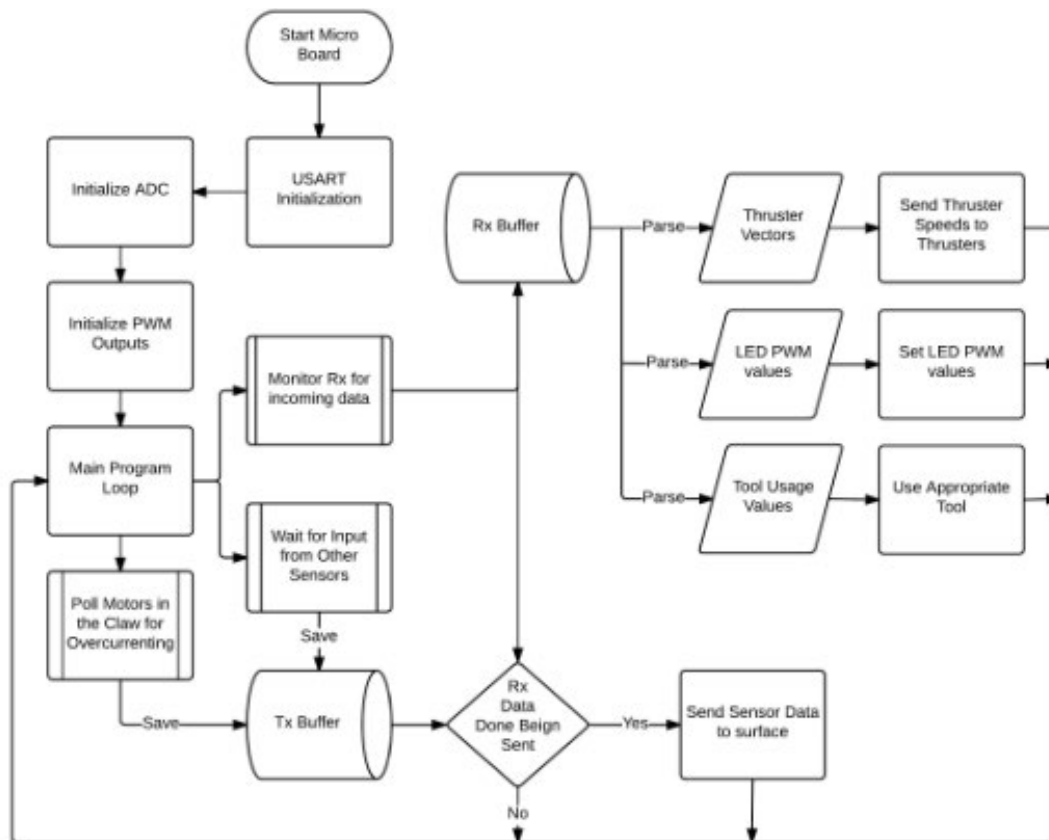 Start Micro
Board
Initialize ADC
USART
Initialization
Rx Buffer
Parse
Thruster
Vectors
Send Thruster
Speeds to
Thrusters
Initialize PWM
Outputs
Monitor Rx for
incoming data
Parse
LED PWM
values
Set LED PWM
values
Main Program
Loop
Wait for Input
from Other
Sensors
Parse
Tool Usage
Values
Use Appropriate
Tool
Poll Motors in
the Claw for
Overcurrenting
Save
Save
Tx Buffer
Rx
Data
Done Beign
Sent
Yes
Send Sensor Data
to surface
No